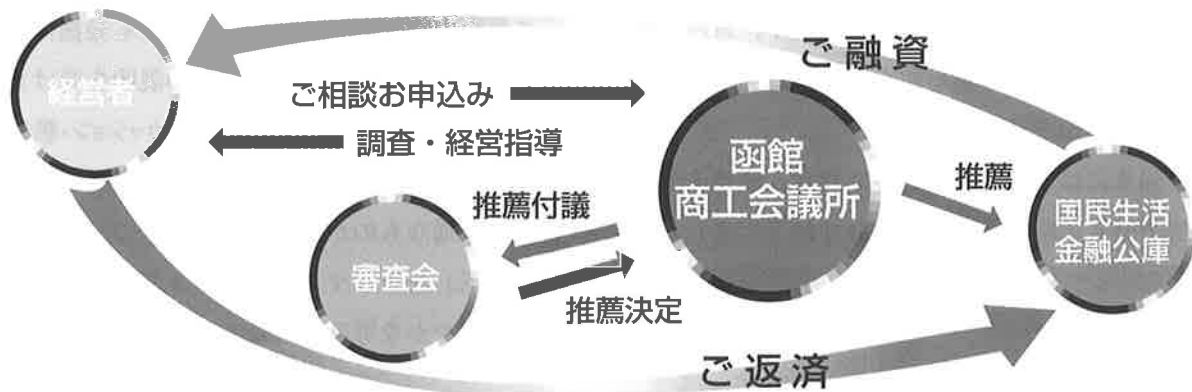 ご融資
経営者
ご相談お申込み
調査・経営指導
函館
商工会議所
推薦
国民生活
金融公庫
推薦付議
審査会
推薦決定
ご返済